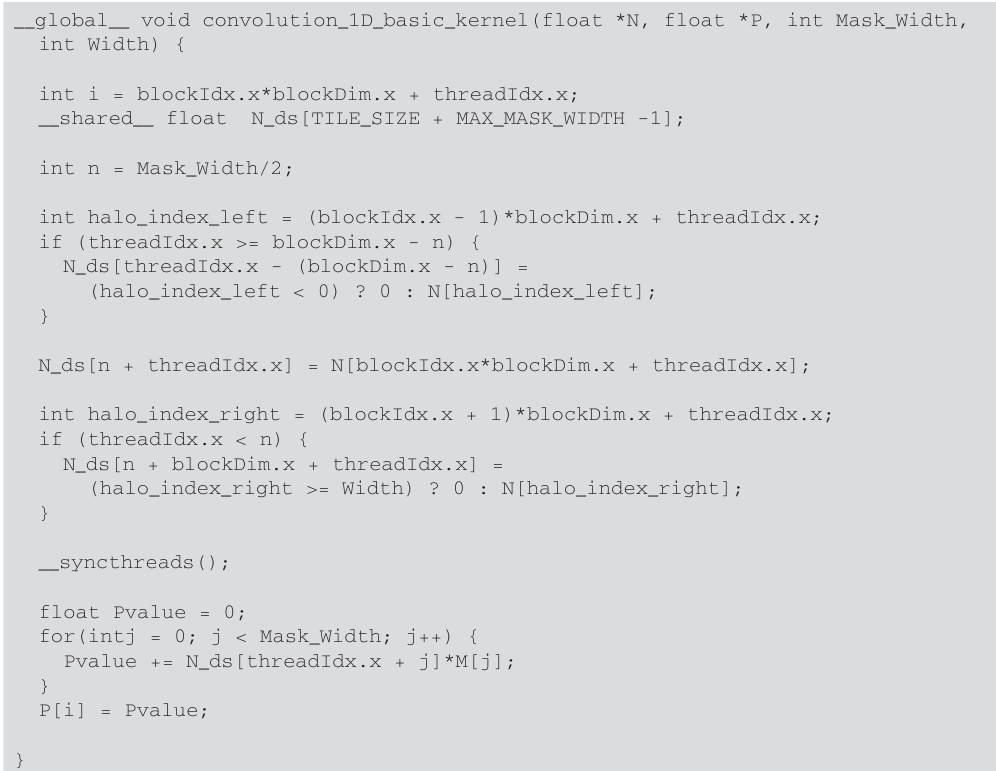 __global__ void convolution_1D_basic_kernel(float *N, float *P, int Mask_Width,
  int Width) {

  int i = blockIdx.x*blockDim.x + threadIdx.x;
  __shared__ float  N_ds[TILE_SIZE + MAX_MASK_WIDTH -1];

  int n = Mask_Width/2;

  int halo_index_left = (blockIdx.x - 1)*blockDim.x + threadIdx.x;
  if (threadIdx.x >= blockDim.x - n) {
    N_ds[threadIdx.x - (blockDim.x - n)] =
      (halo_index_left < 0) ? 0 : N[halo_index_left];
  }

  N_ds[n + threadIdx.x] = N[blockIdx.x*blockDim.x + threadIdx.x];

  int halo_index_right = (blockIdx.x + 1)*blockDim.x + threadIdx.x;
  if (threadIdx.x < n) {
    N_ds[n + blockDim.x + threadIdx.x] =
      (halo_index_right >= Width) ? 0 : N[halo_index_right];
  }

  __syncthreads();

  float Pvalue = 0;
  for(intj = 0; j < Mask_Width; j++) {
    Pvalue += N_ds[threadIdx.x + j]*M[j];
  }
  P[i] = Pvalue;

}